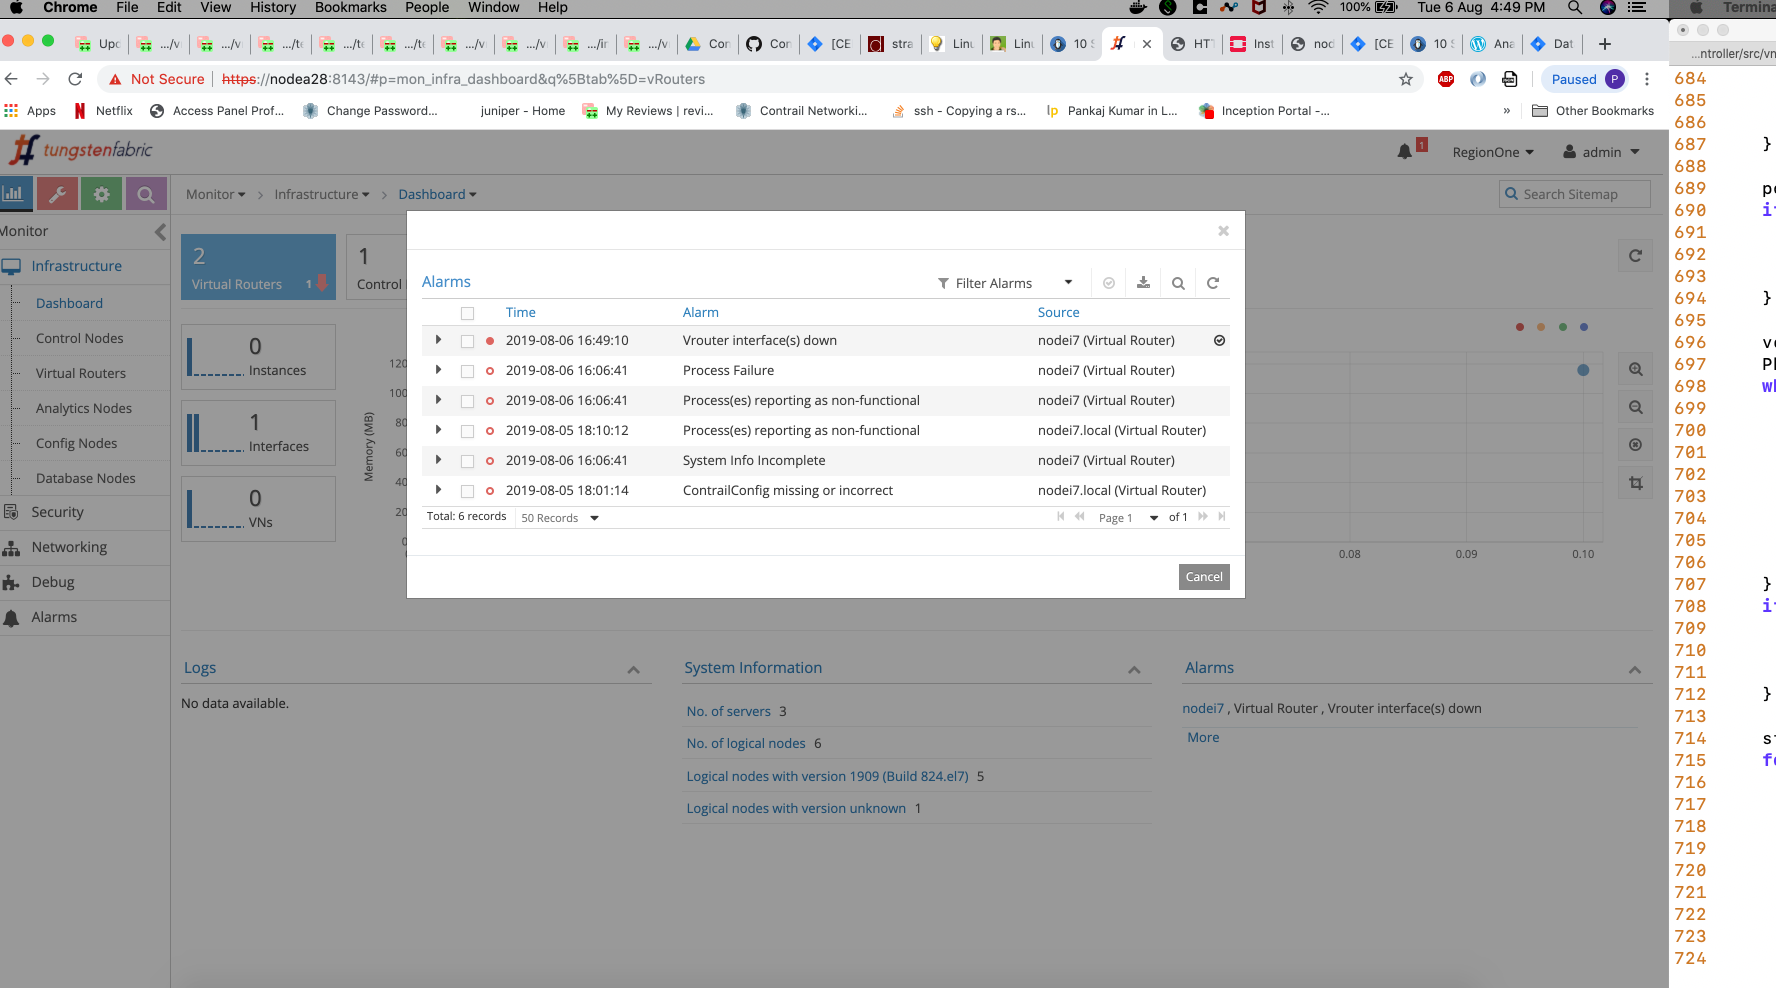 Chrome File Edit View History Bookmarks People Window Help 100% Tue 6 Aug 4:49 PM Terminal
Upc .../v .../v .../te .../te .../te .../v .../v .../ir .../v Con Con [CE stra Linu Linu 10 HT Inst nod [CE 10 Ana Dat
Not Secure https://nodea28:8143/#p=mon_infra_dashboard&q%5Btab%5D=vRouters ABP Paused P
Apps Netflix Access Panel Prof... Change Password... juniper - Home My Reviews | revi... Contrail Networki... ssh - Copying a rs... Pankaj Kumar in L... Inception Portal -... » Other Bookmarks
tungstenfabric 1 RegionOne admin
Monitor Infrastructure Dashboard Search Sitemap
Monitor
Infrastructure
Dashboard
Control Nodes
Virtual Routers
Analytics Nodes
Config Nodes
Database Nodes
Security
Networking
Debug
Alarms
2
Virtual Routers 1
1
Control
0
Instances
1
Interfaces
0
VNs
Memory (MB)
120
100
80
60
40
20
0
0.08 0.09 0.10
Alarms Filter Alarms
Time Alarm Source
2019-08-06 16:49:10 Vrouter interface(s) down nodei7 (Virtual Router)
2019-08-06 16:06:41 Process Failure nodei7 (Virtual Router)
2019-08-06 16:06:41 Process(es) reporting as non-functional nodei7 (Virtual Router)
2019-08-05 18:10:12 Process(es) reporting as non-functional nodei7.local (Virtual Router)
2019-08-06 16:06:41 System Info Incomplete nodei7 (Virtual Router)
2019-08-05 18:01:14 ContrailConfig missing or incorrect nodei7.local (Virtual Router)
Total: 6 records 50 Records Page 1 of 1
Cancel
Logs
No data available.
System Information
No. of servers 3
No. of logical nodes 6
Logical nodes with version 1909 (Build 824.el7) 5
Logical nodes with version unknown 1
Alarms
nodei7 , Virtual Router , Vrouter interface(s) down
More
...ntroller/src/vn
684
685
686
687 }
688
689
690
691
692
693
694 }
695
696
697
698
699
700
701
702
703
704
705
706
707 }
708
709
710
711
712 }
713
714
715
716
717
718
719
720
721
722
723
724